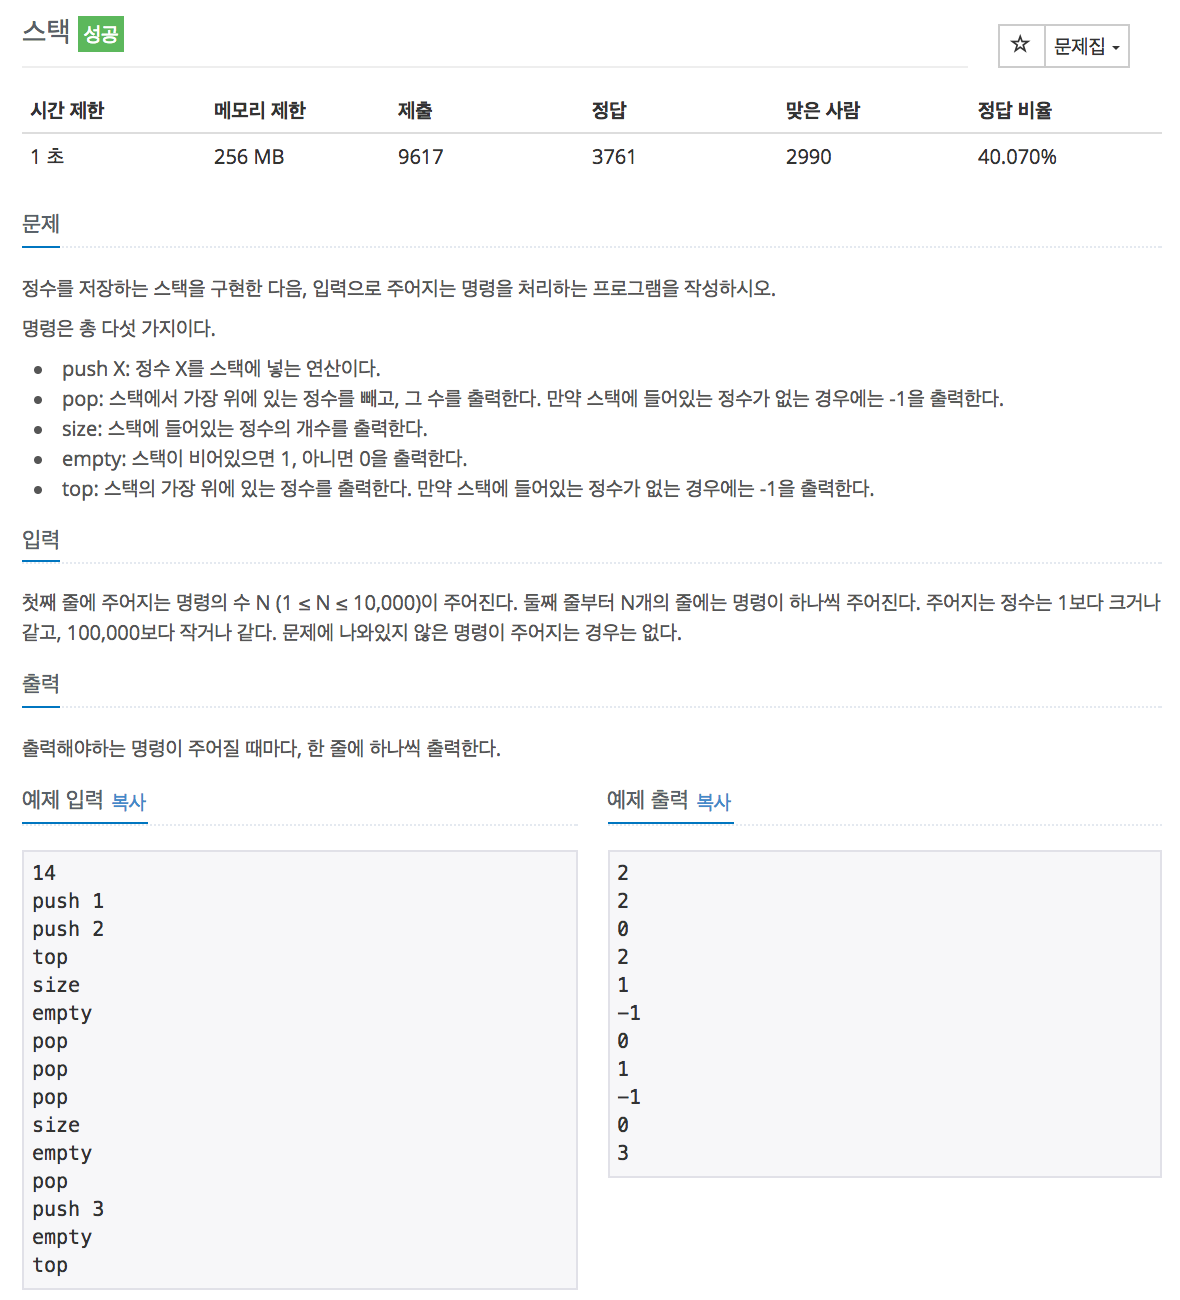 스택 성공
☆ 문제집
시간 제한 메모리 제한 제출 정답 맞은 사람 정답 비율
1 초 256 MB 9617 3761 2990 40.070%
문제
정수를 저장하는 스택을 구현한 다음, 입력으로 주어지는 명령을 처리하는 프로그램을 작성하시오.
명령은 총 다섯 가지이다.
• push X: 정수 X를 스택에 넣는 연산이다.
• pop: 스택에서 가장 위에 있는 정수를 빼고, 그 수를 출력한다. 만약 스택에 들어있는 정수가 없는 경우에는 -1을 출력한다.
• size: 스택에 들어있는 정수의 개수를 출력한다.
• empty: 스택이 비어있으면 1, 아니면 0을 출력한다.
• top: 스택의 가장 위에 있는 정수를 출력한다. 만약 스택에 들어있는 정수가 없는 경우에는 -1을 출력한다.
입력
첫째 줄에 주어지는 명령의 수 N (1 ≤ N ≤ 10,000)이 주어진다. 둘째 줄부터 N개의 줄에는 명령이 하나씩 주어진다. 주어지는 정수는 1보다 크거나
같고, 100,000보다 작거나 같다. 문제에 나와있지 않은 명령이 주어지는 경우는 없다.
출력
출력해야하는 명령이 주어질 때마다, 한 줄에 하나씩 출력한다.
예제 입력 복사
14
push 1
push 2
top
size
empty
pop
pop
pop
size
empty
pop
push 3
empty
top
예제 출력 복사
2
2
0
2
1
-1
0
1
-1
0
3